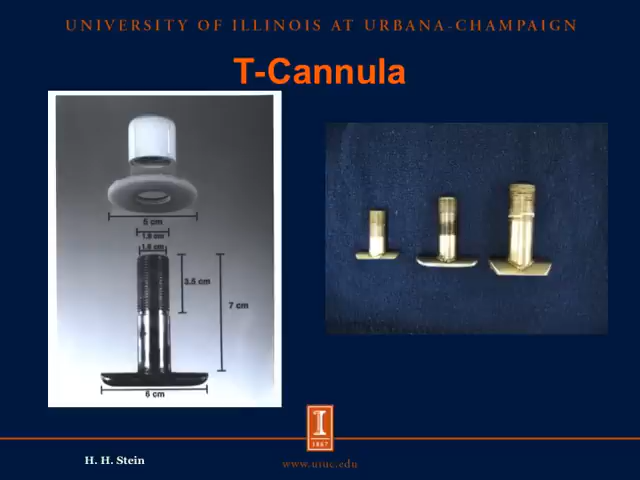 UNIVERSITY OF ILLINOIS AT URBANA-CHAMPAIGN
T-Cannula
5 cm
1.8 cm
1.6 cm
3.5 cm
7 cm
6 cm
I
1867
H. H. Stein
www.uiuc.edu